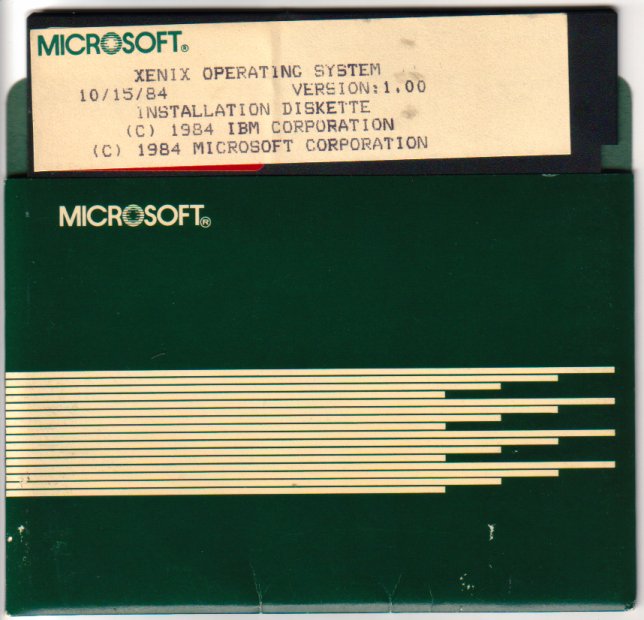 MICROSOFT®
XENIX OPERATING SYSTEM
10/15/84 VERSION:1.00
INSTALLATION DISKETTE
(C) 1984 IBM CORPORATION
(C) 1984 MICROSOFT CORPORATION
MICROSOFT®